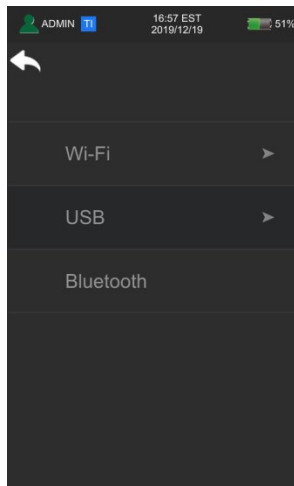 ADMIN TI 16:57 EST 51%
2019/12/19
Wi-Fi
USB
Bluetooth